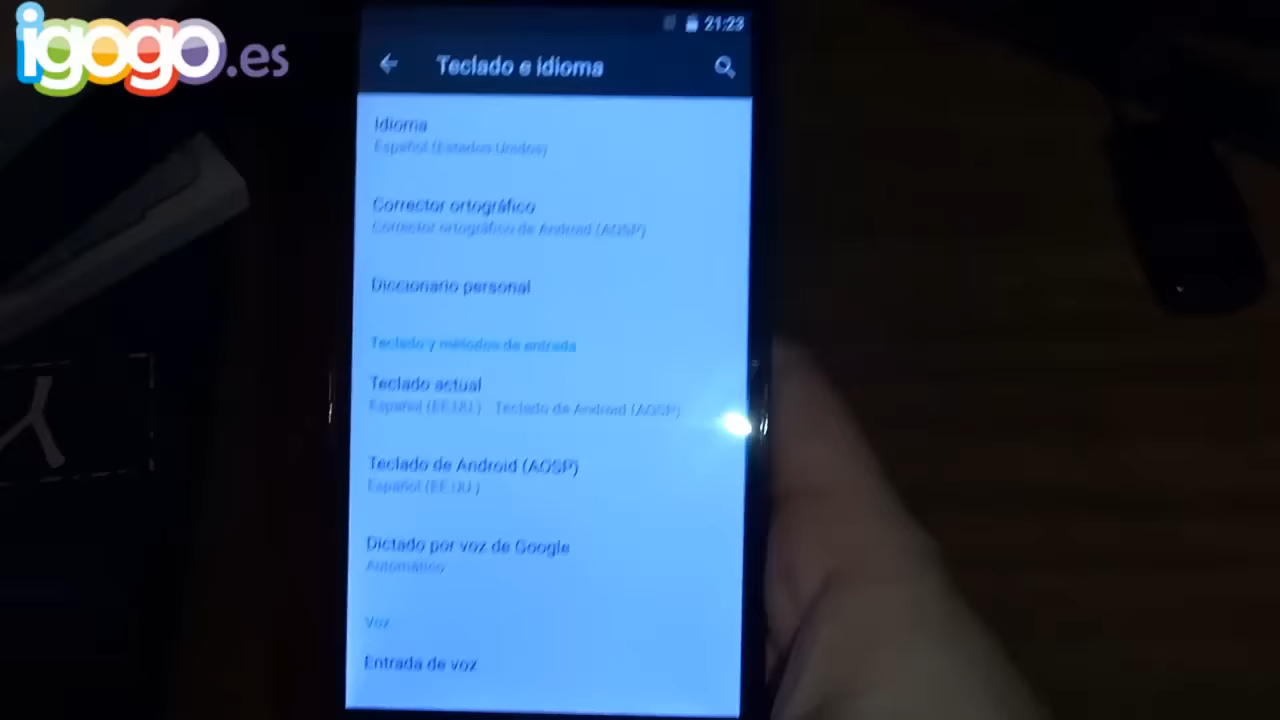 igogo.es
21:23
Teclado e idioma
Idioma
Español (Estados Unidos)
Corrector ortográfico
Corrector ortográfico de Android (AOSP)
Diccionario personal
Teclado y métodos de entrada
Teclado actual
Español (EE.UU.) - Teclado de Android (AOSP)
Teclado de Android (AOSP)
Español (EE.UU.)
Dictado por voz de Google
Automático
Voz
Entrada de voz